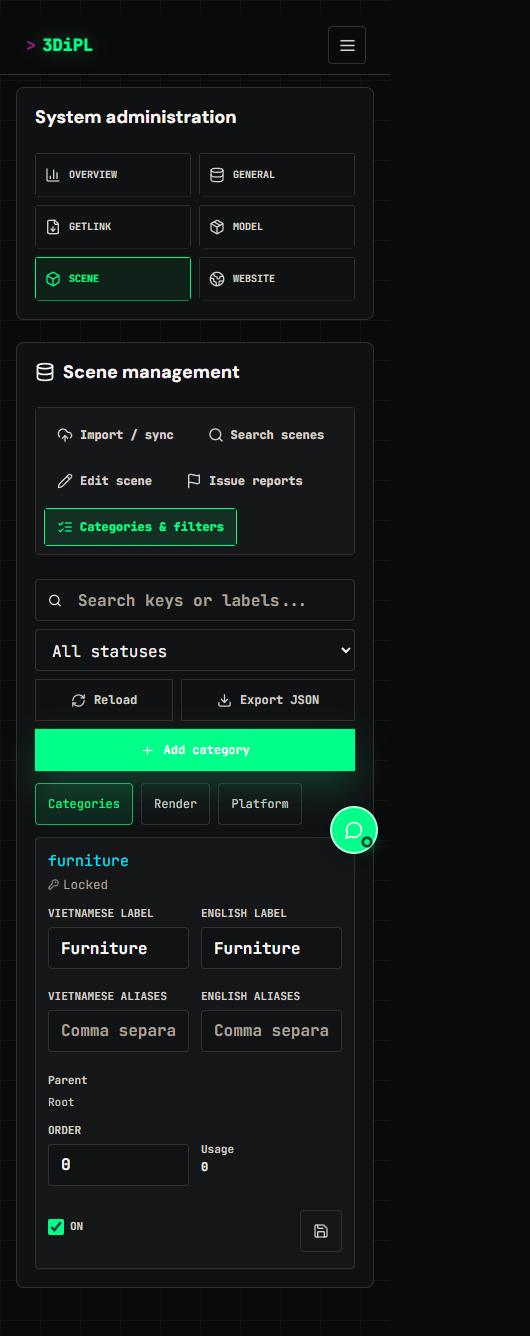 > 3DiPL
System administration
OVERVIEW
GENERAL
GETLINK
MODEL
SCENE
WEBSITE
Scene management
Import / sync
Search scenes
Edit scene
Issue reports
Categories & filters
Search keys or labels...
All statuses
Reload
Export JSON
+ Add category
Categories
Render
Platform
furniture
Locked
VIETNAMESE LABEL
ENGLISH LABEL
Furniture
Furniture
VIETNAMESE ALIASES
ENGLISH ALIASES
Comma separa
Comma separa
Parent
Root
ORDER
Usage
0
0
ON